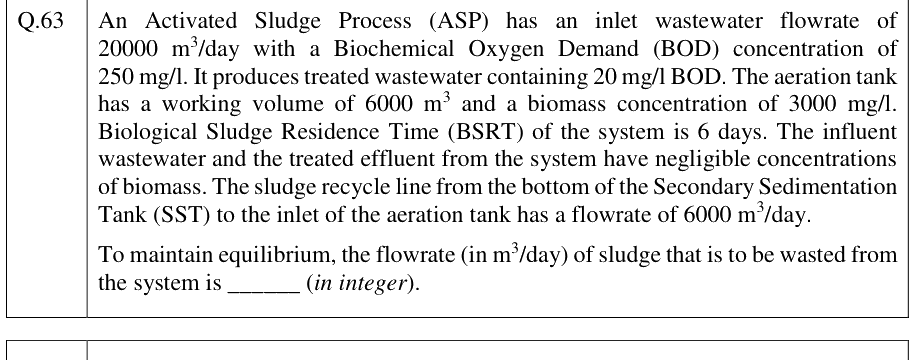 Q.63
An Activated Sludge Process (ASP) has an inlet wastewater flowrate of
20000 m³/day with a Biochemical Oxygen Demand (BOD) concentration of
250 mg/l. It produces treated wastewater containing 20 mg/l BOD. The aeration tank
has a working volume of 6000 m³ and a biomass concentration of 3000 mg/l.
Biological Sludge Residence Time (BSRT) of the system is 6 days. The influent
wastewater and the treated effluent from the system have negligible concentrations
of biomass. The sludge recycle line from the bottom of the Secondary Sedimentation
Tank (SST) to the inlet of the aeration tank has a flowrate of 6000 m³/day.
To maintain equilibrium, the flowrate (in m³/day) of sludge that is to be wasted from
the system is ______ (in integer).